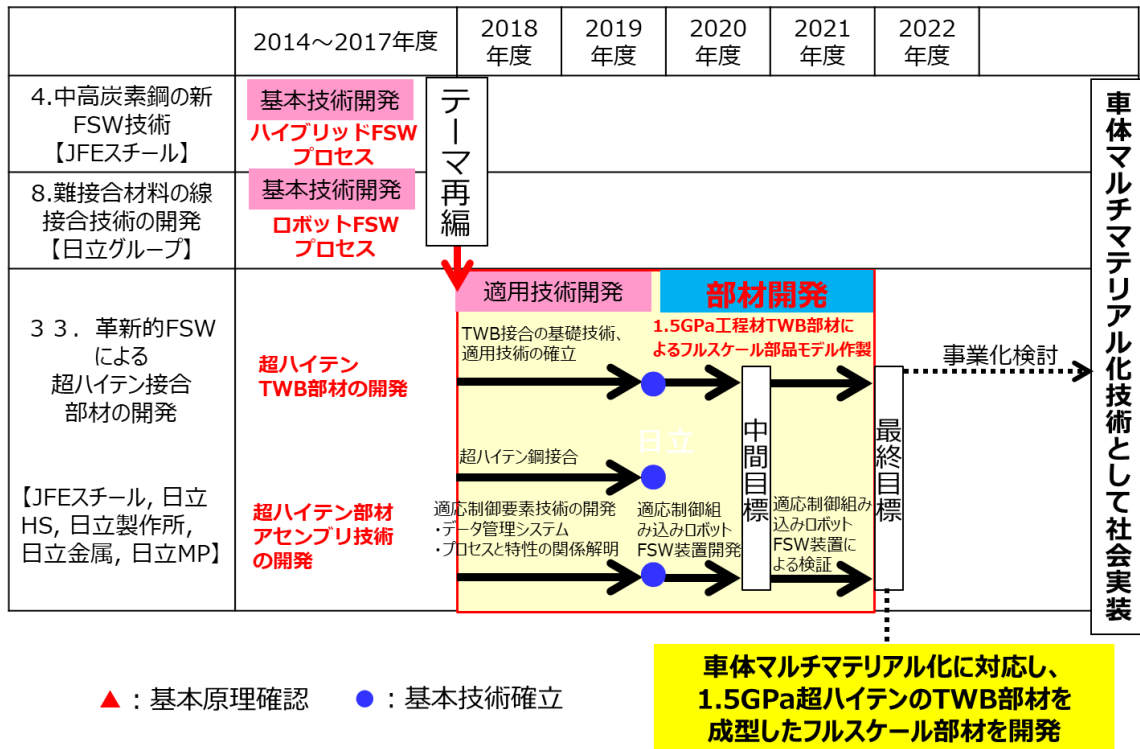 2014～2017年度
2018
年度
2019
年度
2020
年度
2021
年度
2022
年度
4.中高炭素鋼の新
FSW技術
【JFEスチール】
基本技術開発
ハイブリッドFSW
プロセス
テーマ再編
8.難接合材料の線
接合技術の開発
【日立グループ】
基本技術開発
ロボットFSW
プロセス
３３．革新的FSW
による
超ハイテン接合
部材の開発
【JFEスチール, 日立
HS, 日立製作所,
日立金属, 日立MP】
超ハイテン
TWB部材の開発
超ハイテン部材
アセンブリ技術
の開発
適用技術開発
部材開発
TWB接合の基礎技術、
適用技術の確立
1.5GPa工程材TWB部材に
よるフルスケール部品モデル作製
日立
超ハイテン鋼接合
適応制御要素技術の開発
・データ管理システム
・プロセスと特性の関係解明
適応制御組
み込みロボット
FSW装置開発
中間目標
適応制御組み
込みロボット
FSW装置に
よる検証
最終目標
事業化検討
車体マルチマテリアル化技術として社会実装
▲：基本原理確認
●：基本技術確立
車体マルチマテリアル化に対応し、
1.5GPa超ハイテンのTWB部材を
成型したフルスケール部材を開発